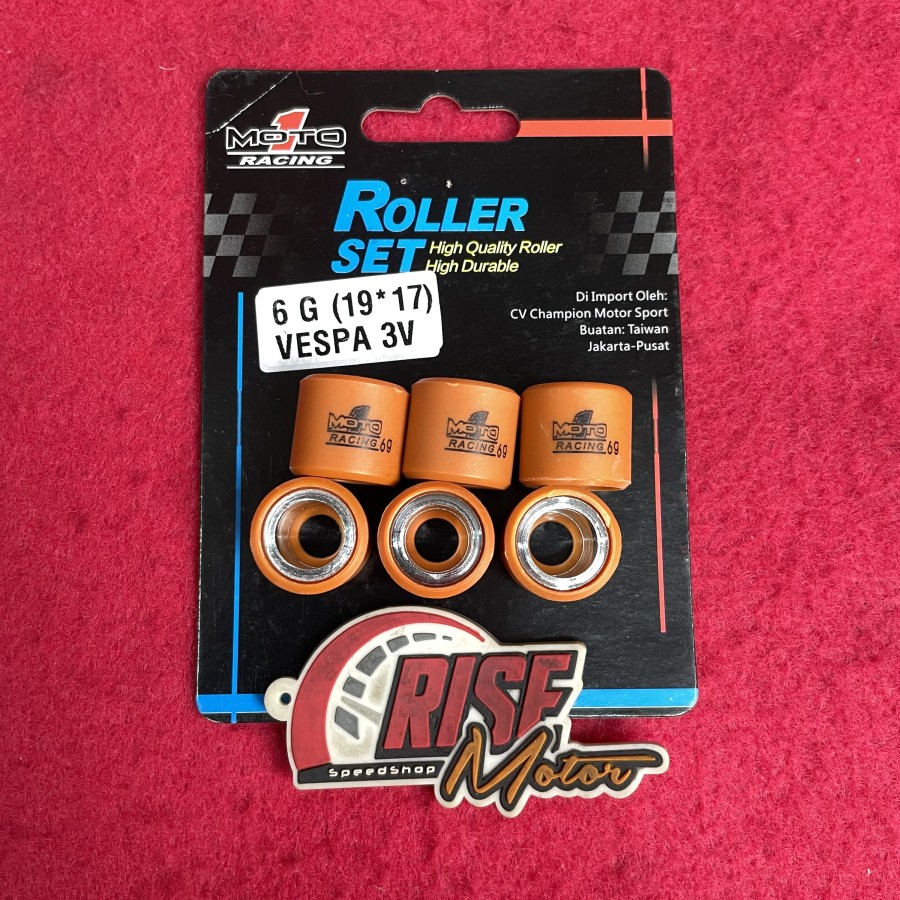 MOTO 1
RACING
ROLLER
SET
High Quality Roller
High Durable
6 G (19*17)
VESPA 3V
Di Import Oleh:
CV Champion Motor Sport
Buatan: Taiwan
Jakarta-Pusat
MOTO 1
RACING 6g
MOTO 1
RACING 6g
MOTO 1
RACING 6g
RISE
SpeedShop
Motor